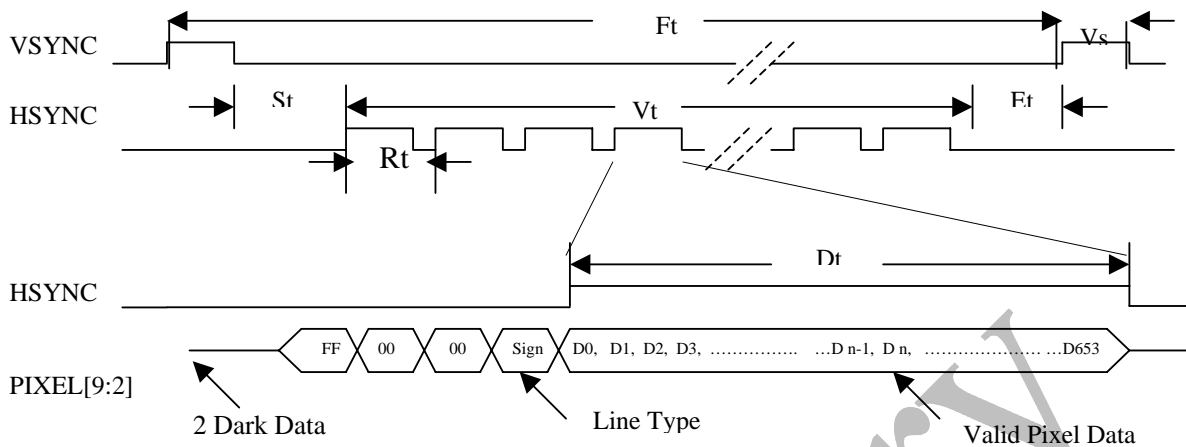 Ft
VSYNC
Vs
St
Vt
Et
HSYNC
Rt
Dt
HSYNC
FF 00 00 Sign D0, D1, D2, D3, ……………. …D n-1, D n, ………………… …D653
PIXEL[9:2]
2 Dark Data
Line Type
Valid Pixel Data